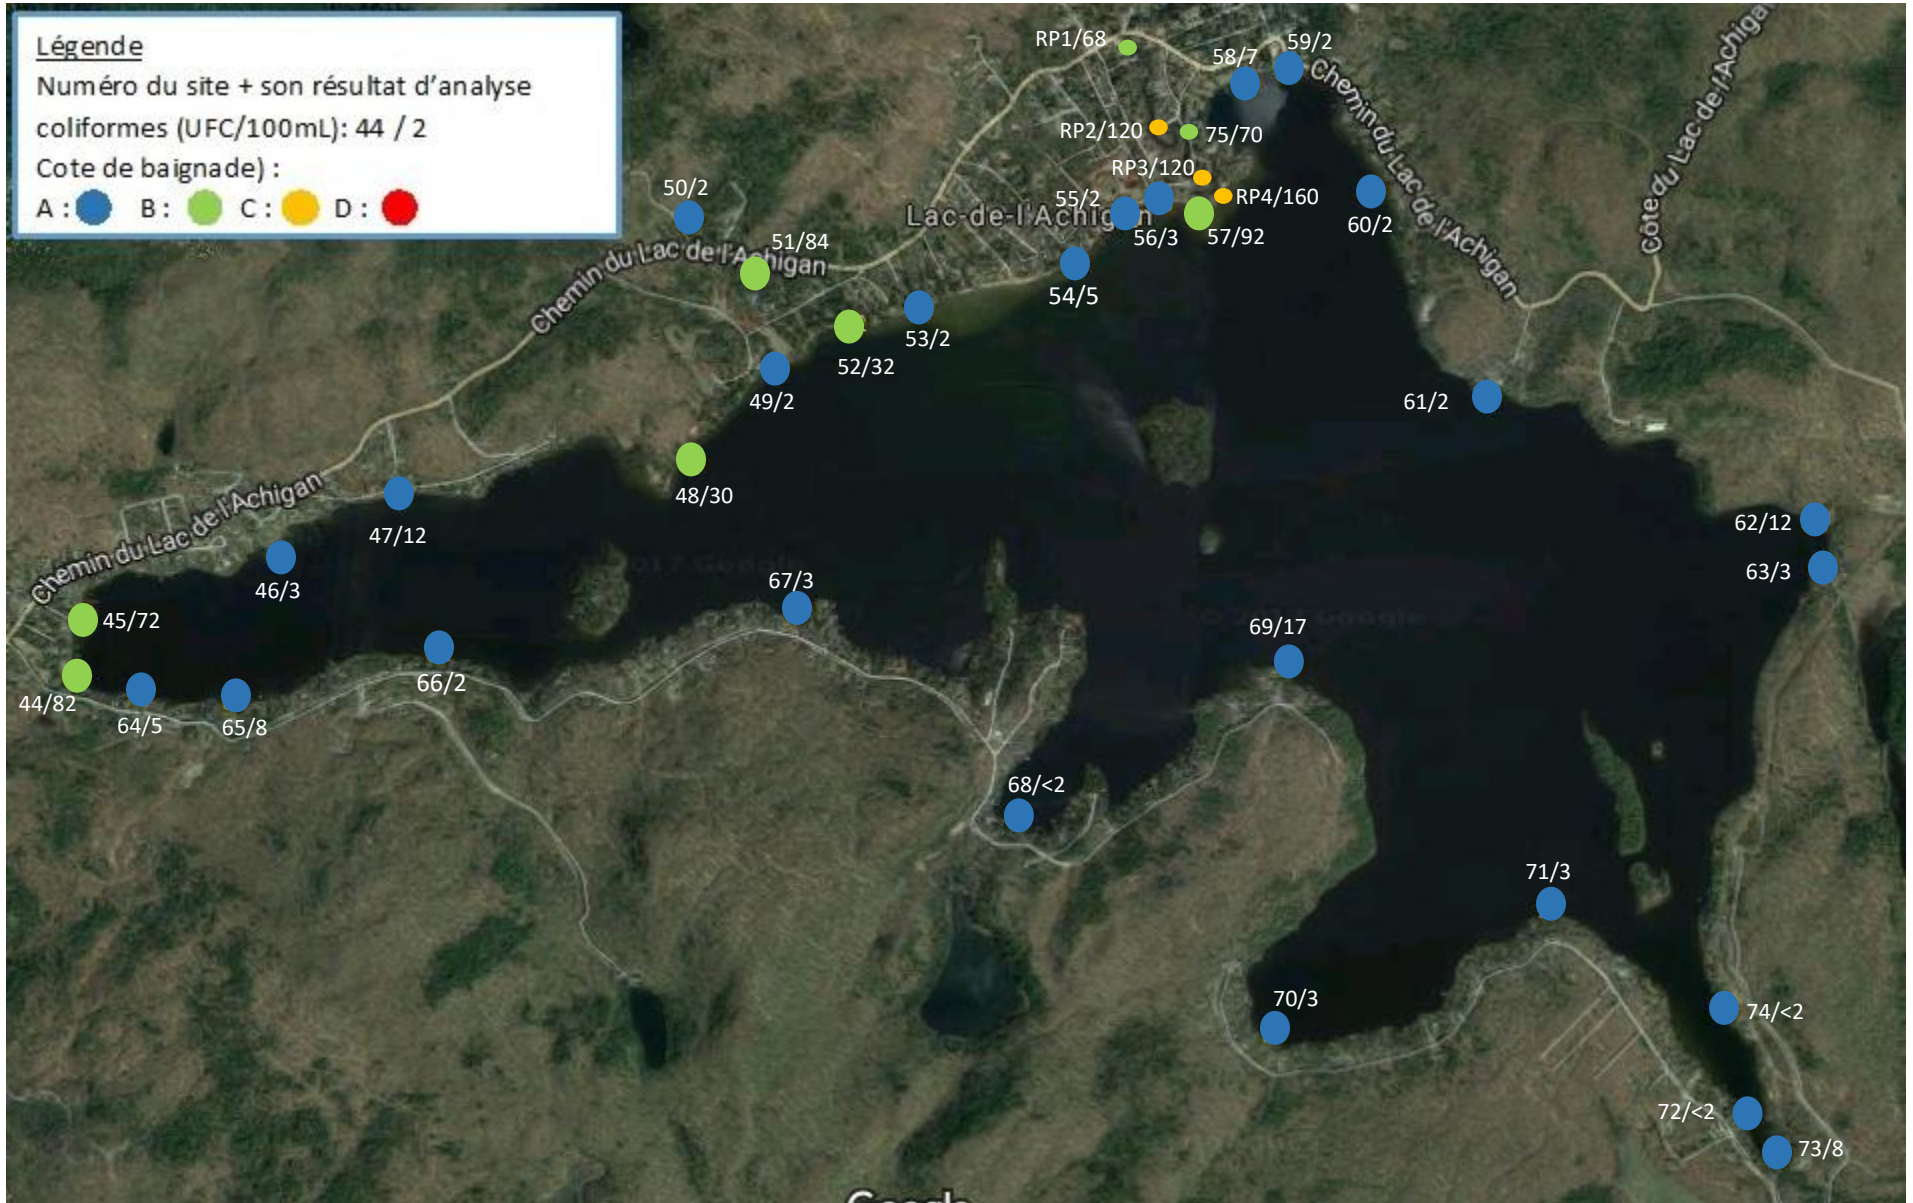 Légende
Numéro du site + son résultat d'analyse
coliformes (UFC/100mL): 44 / 2
Cote de baignade) :
A : B : C : D :
RP1/68
58/7
59/2
RP2/120
75/70
RP3/120
RP4/160
50/2
55/2
56/3
57/92
60/2
Lac-de-l'Achigan
51/84
Chemin du Lac de l'Achigan
Chemin du Lac de l'Achigan
Côte du Lac de l'Achigan
54/5
53/2
52/32
49/2
61/2
48/30
47/12
Chemin du Lac de l'Achigan
46/3
62/12
63/3
67/3
45/72
69/17
66/2
44/82
64/5
65/8
68/<2
71/3
70/3
74/<2
72/<2
73/8
Google